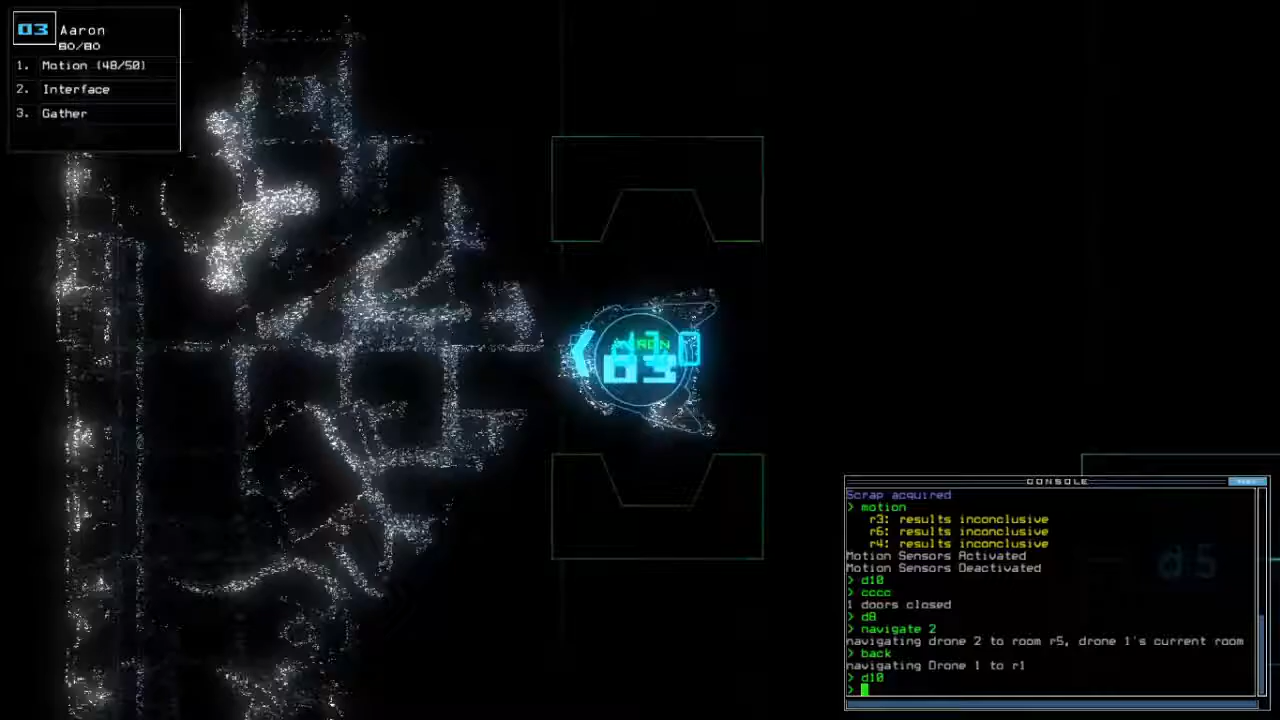 03 Aaron
80/80
1. Motion (48/50)
2. Interface
3. Gather
03
d5
CONSOLE
Scrap acquired
> motion
r3: results inconclusive
r6: results inconclusive
r4: results inconclusive
Motion Sensors Activated
Motion Sensors Deactivated
> d10
> cccc
1 doors closed
> d8
> navigate 2
navigating drone 2 to room r5, drone 1's current room
> back
navigating Drone 1 to r1
> d10
>